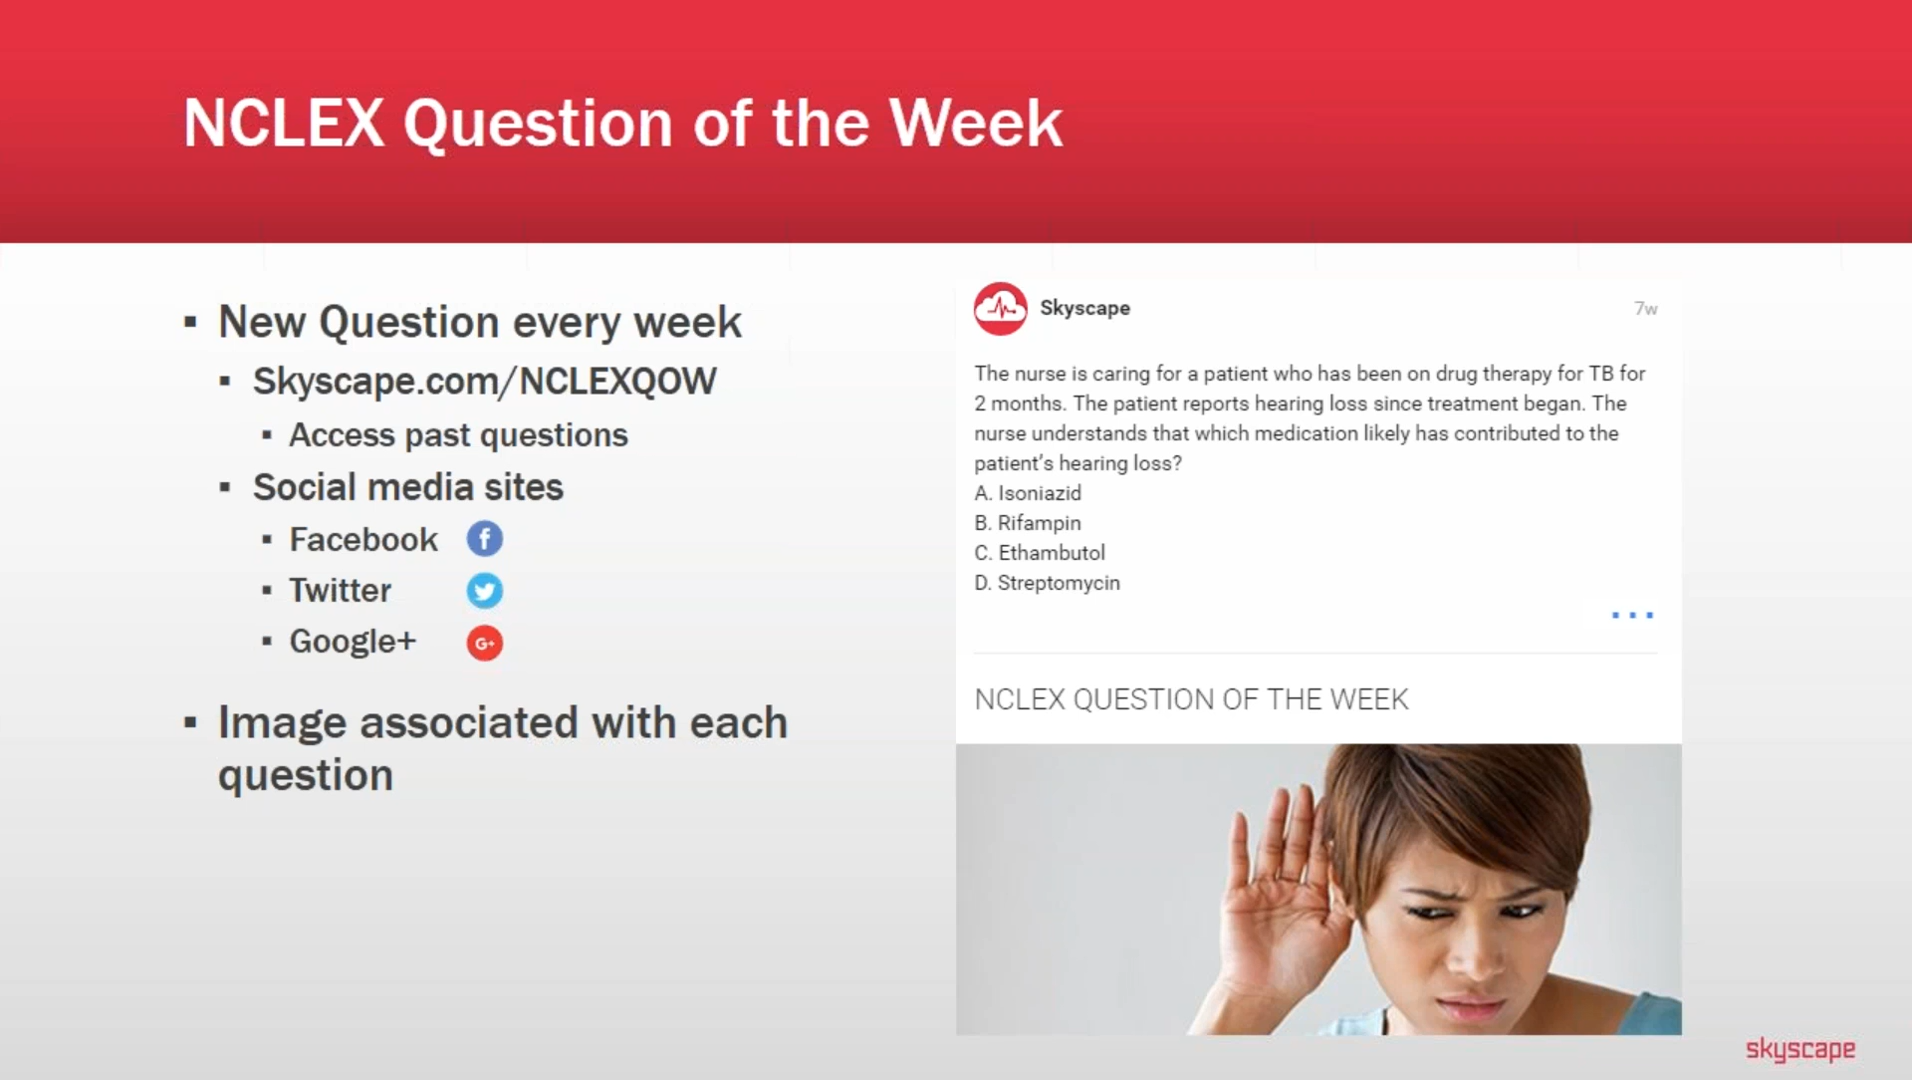 NCLEX Question of the Week
▪ New Question every week
▪ Skyscape.com/NCLEXQOW
▪ Access past questions
▪ Social media sites
▪ Facebook f
▪ Twitter
▪ Google+ G+
▪ Image associated with each
question
Skyscape 7w
The nurse is caring for a patient who has been on drug therapy for TB for
2 months. The patient reports hearing loss since treatment began. The
nurse understands that which medication likely has contributed to the
patient's hearing loss?
A. Isoniazid
B. Rifampin
C. Ethambutol
D. Streptomycin
...
NCLEX QUESTION OF THE WEEK
skyscape